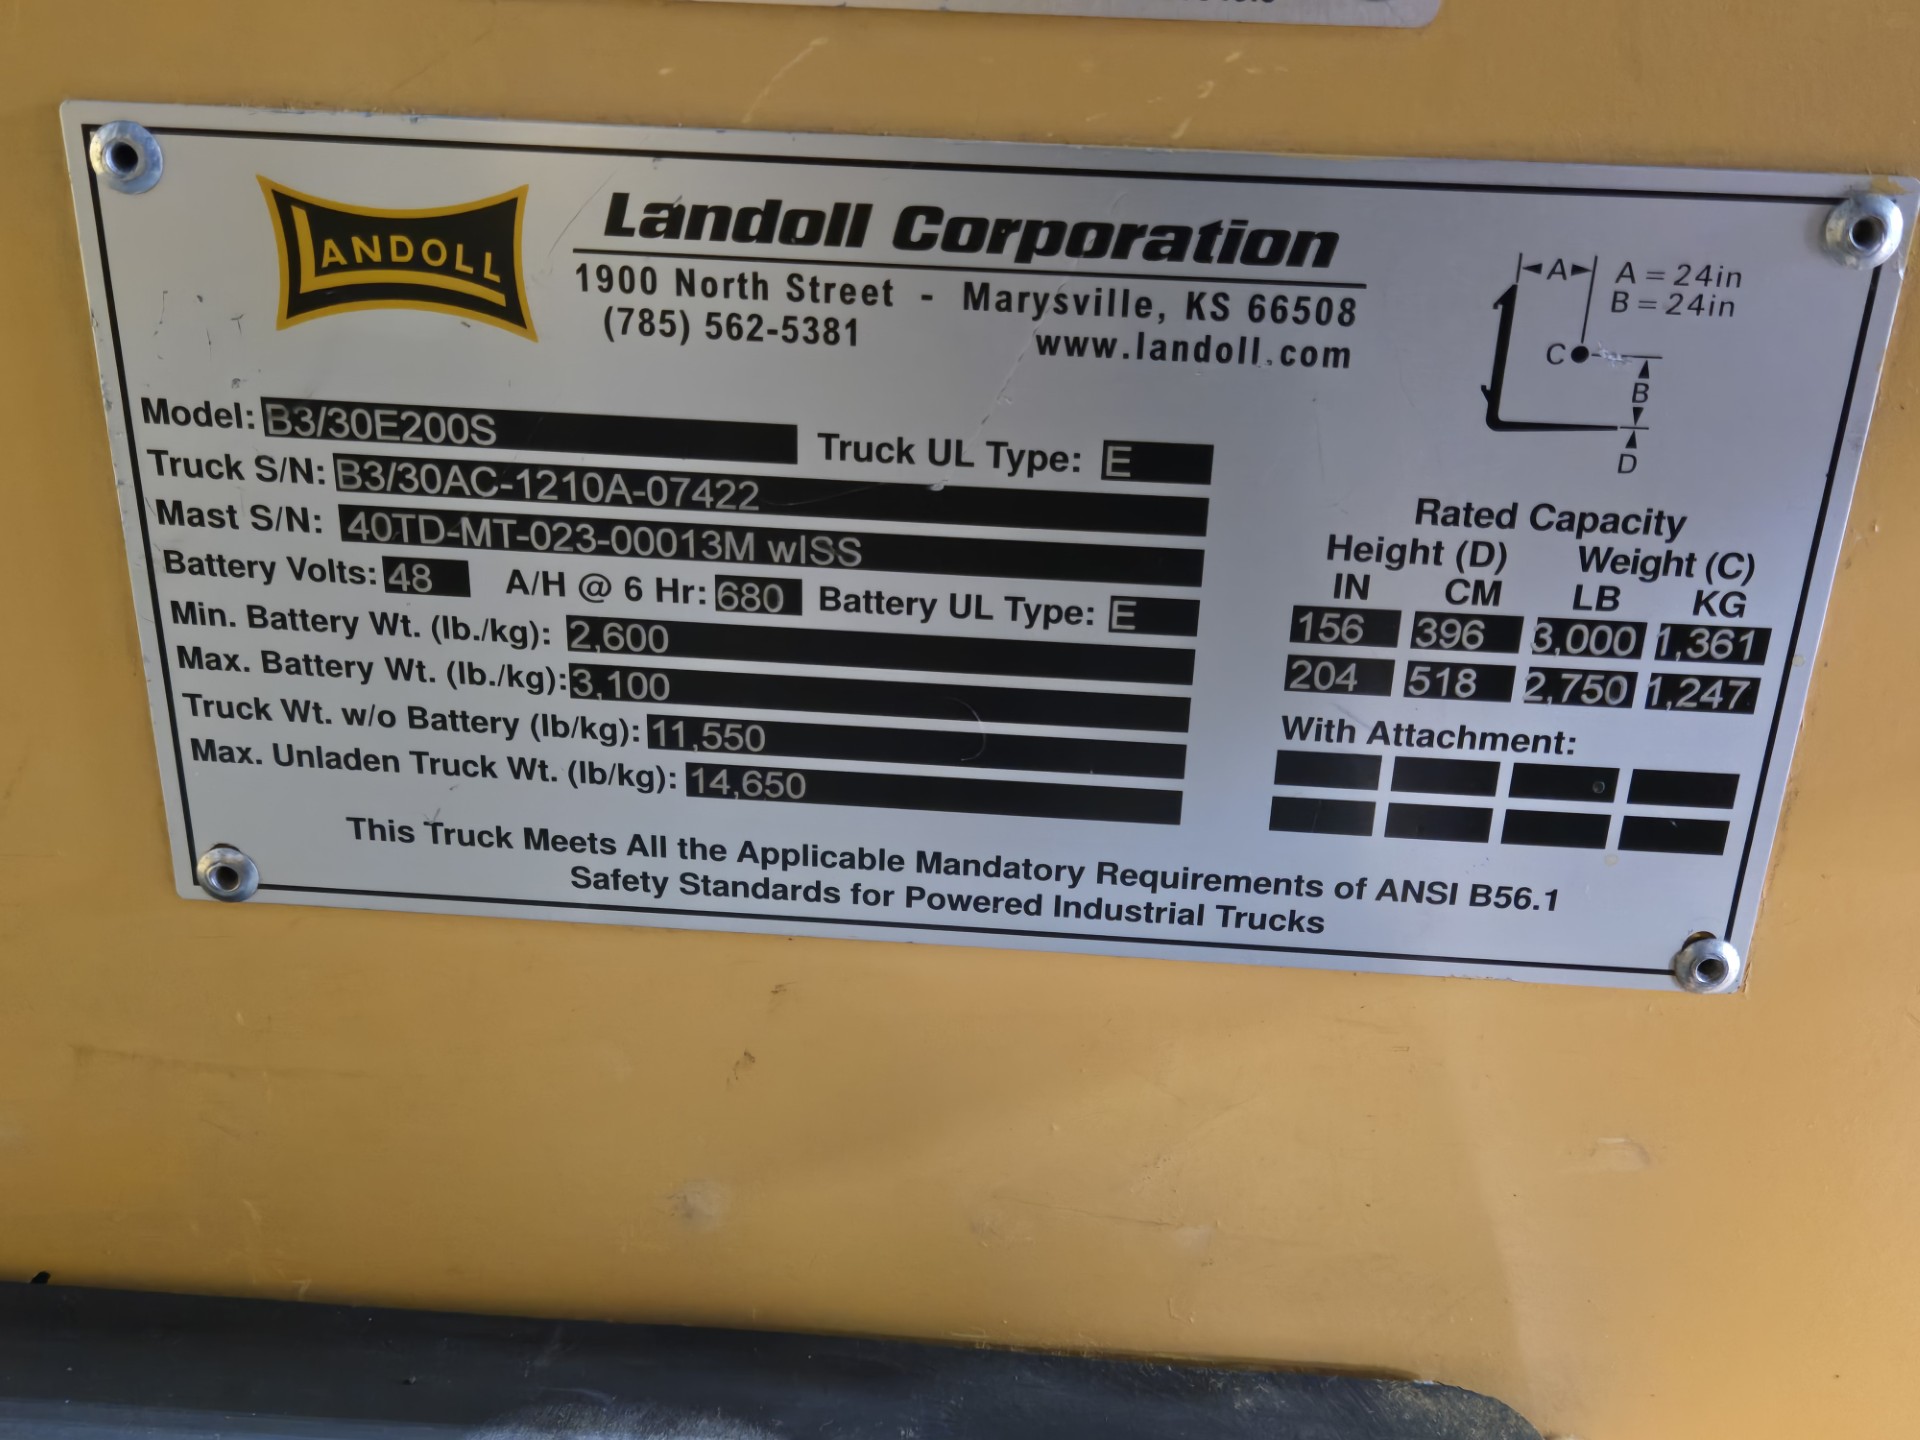 LANDOLL
Landoll Corporation
1900 North Street - Marysville, KS 66508
(785) 562-5381 www.landoll.com
A A = 24in
B = 24in
C
B
D
Model: B3/30E200S Truck UL Type: E
Truck S/N: B3/30AC-1210A-07422
Mast S/N: 40TD-MT-023-00013M wISS
Battery Volts: 48 A/H @ 6 Hr: 680 Battery UL Type: E
Min. Battery Wt. (lb./kg): 2,600
Max. Battery Wt. (lb./kg): 3,100
Truck Wt. w/o Battery (lb/kg): 11,550
Max. Unladen Truck Wt. (lb/kg): 14,650
Rated Capacity
Height (D) Weight (C)
IN CM LB KG
156 396 3,000 1,361
204 518 2,750 1,247
With Attachment:
This Truck Meets All the Applicable Mandatory Requirements of ANSI B56.1
Safety Standards for Powered Industrial Trucks